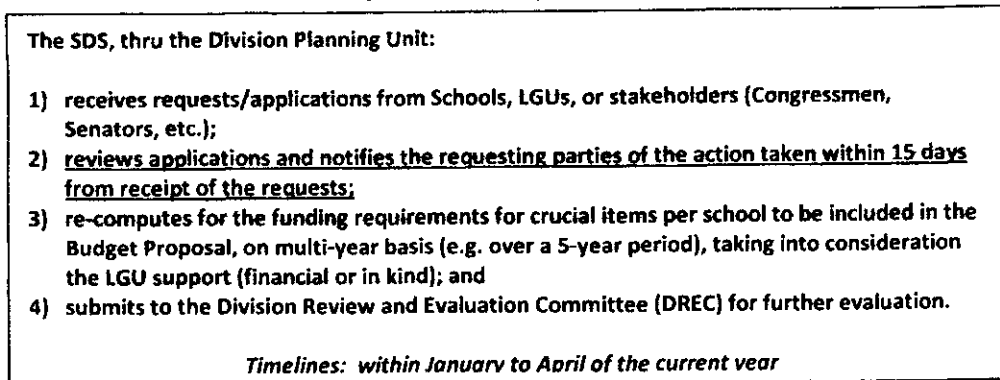 The SDS, thru the Division Planning Unit:
1) receives requests/applications from Schools, LGUs, or stakeholders (Congressmen,
Senators, etc.);
2) reviews applications and notifies the requesting parties of the action taken within 15 days
from receipt of the requests;
3) re-computes for the funding requirements for crucial items per school to be included in the
Budget Proposal, on multi-year basis (e.g. over a 5-year period), taking into consideration
the LGU support (financial or in kind); and
4) submits to the Division Review and Evaluation Committee (DREC) for further evaluation.
Timelines: within January to April of the current year